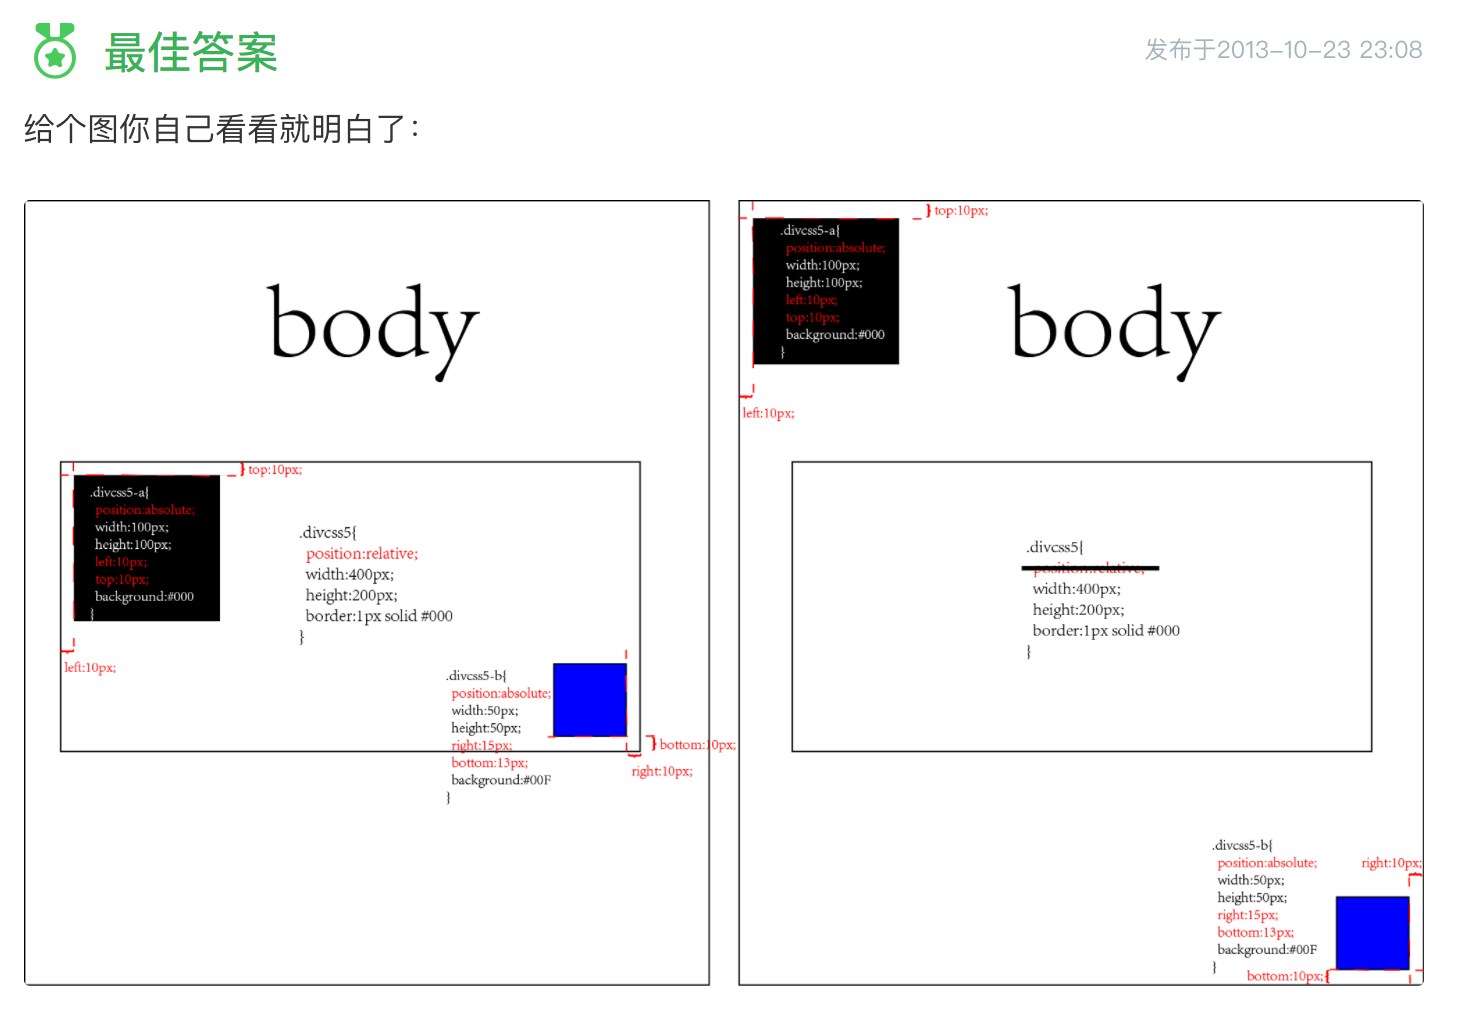 最佳答案
发布于2013-10-23 23:08
给个图你自己看看就明白了：
body
top:10px;
.divcss5-a{
position:absolute;
width:100px;
height:100px;
left:10px;
top:10px;
background:#000
}
left:10px;
.divcss5{
position:relative;
width:400px;
height:200px;
border:1px solid #000
}
.divcss5-b{
position:absolute;
width:50px;
height:50px;
right:15px;
bottom:13px;
background:#00F
}
bottom:10px;
right:10px;
top:10px;
.divcss5-a{
position:absolute;
width:100px;
height:100px;
left:10px;
top:10px;
background:#000
}
left:10px;
body
.divcss5{
position:relative;
width:400px;
height:200px;
border:1px solid #000
}
.divcss5-b{
position:absolute;
width:50px;
height:50px;
right:15px;
bottom:13px;
background:#00F
}
right:10px;
bottom:10px;